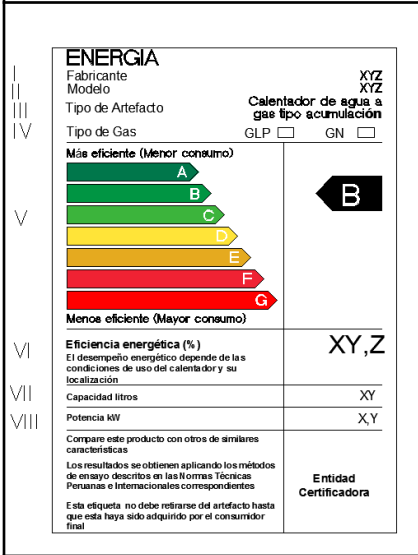 ENERGIA
I Fabricante XYZ
II Modelo XYZ
III Tipo de Artefacto Calentador de agua a
gas tipo acumulación
IV Tipo de Gas GLP GN
Más eficiente (Menor consumo)
A
B
B
V C
D
E
F
G
Menos eficiente (Mayor consumo)
VI Eficiencia energética (%) XY,Z
El desempeño energético depende de las
condiciones de uso del calentador y su
localización
VII Capacidad litros XY
VIII Potencia kW X,Y
Compare este producto con otros de similares
características
Los resultados se obtienen aplicando los métodos
de ensayo descritos en las Normas Técnicas
Peruanas e Internacionales correspondientes
Entidad
Certificadora
Esta etiqueta no debe retirarse del artefacto hasta
que esta haya sido adquirido por el consumidor
final